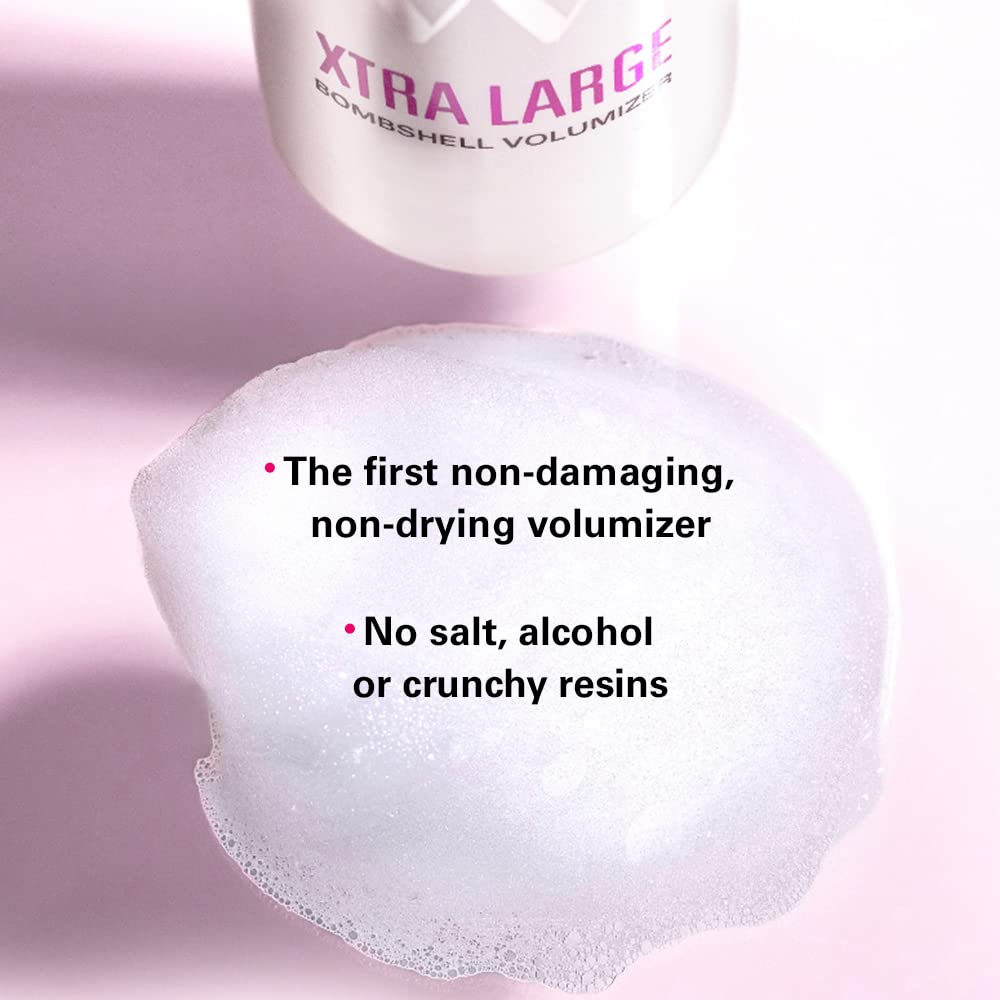 XTRA LARGE
BOMBSHELL VOLUMIZER
• The first non-damaging,
non-drying volumizer
• No salt, alcohol
or crunchy resins